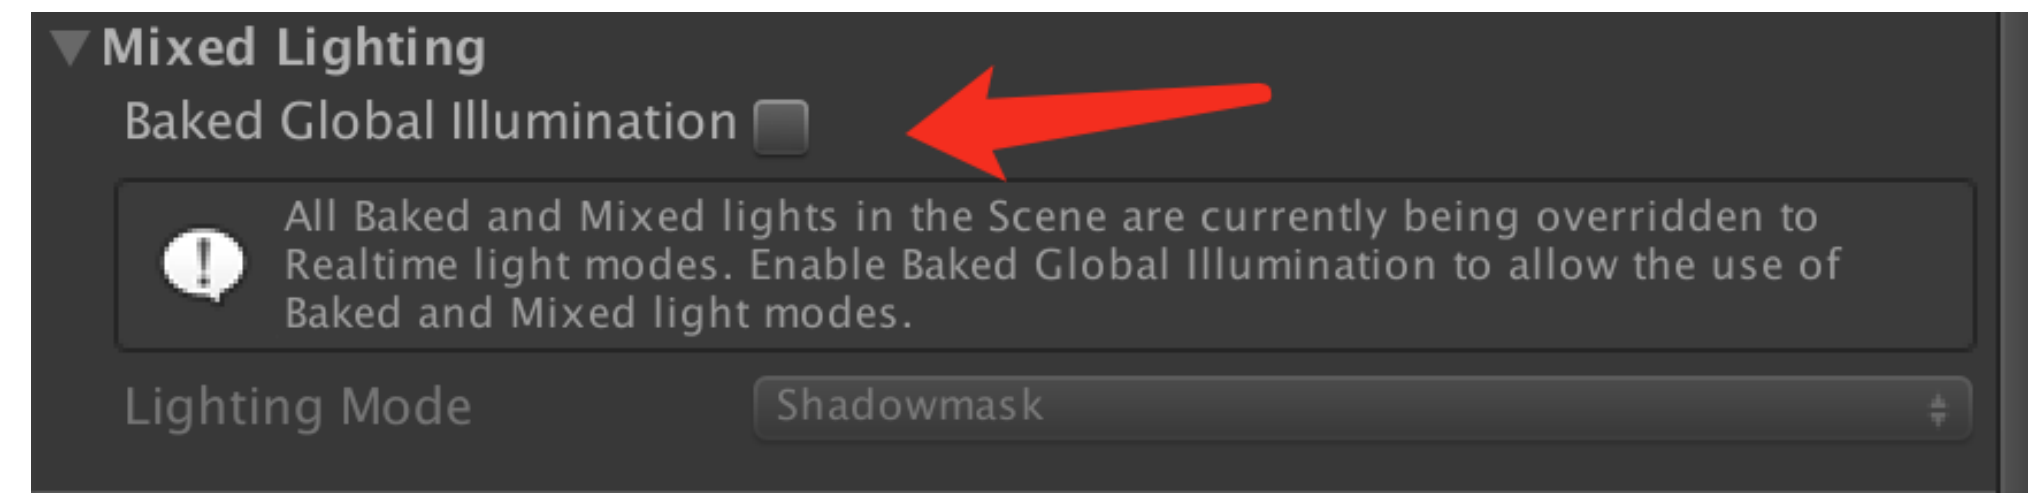 Mixed Lighting
Baked Global Illumination
All Baked and Mixed lights in the Scene are currently being overridden to
Realtime light modes. Enable Baked Global Illumination to allow the use of
Baked and Mixed light modes.
Lighting Mode Shadowmask